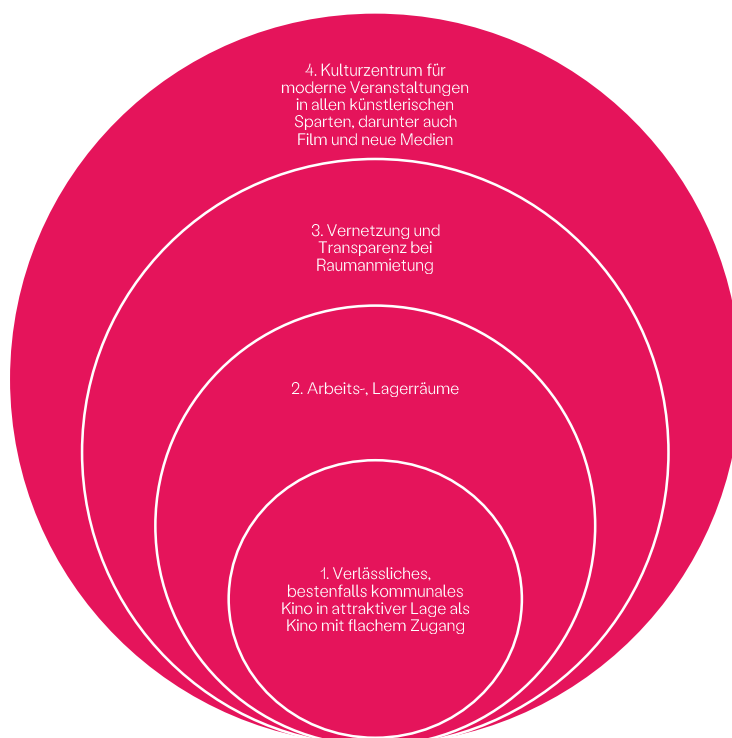 4. Kulturzentrum für
moderne Veranstaltungen
in allen künstlerischen
Sparten, darunter auch
Film und neue Medien
3. Vernetzung und
Transparenz bei
Raumanmietung
2. Arbeits-, Lagerräume
1. Verlässliches,
bestenfalls kommunales
Kino in attraktiver Lage als
Kino mit flachem Zugang